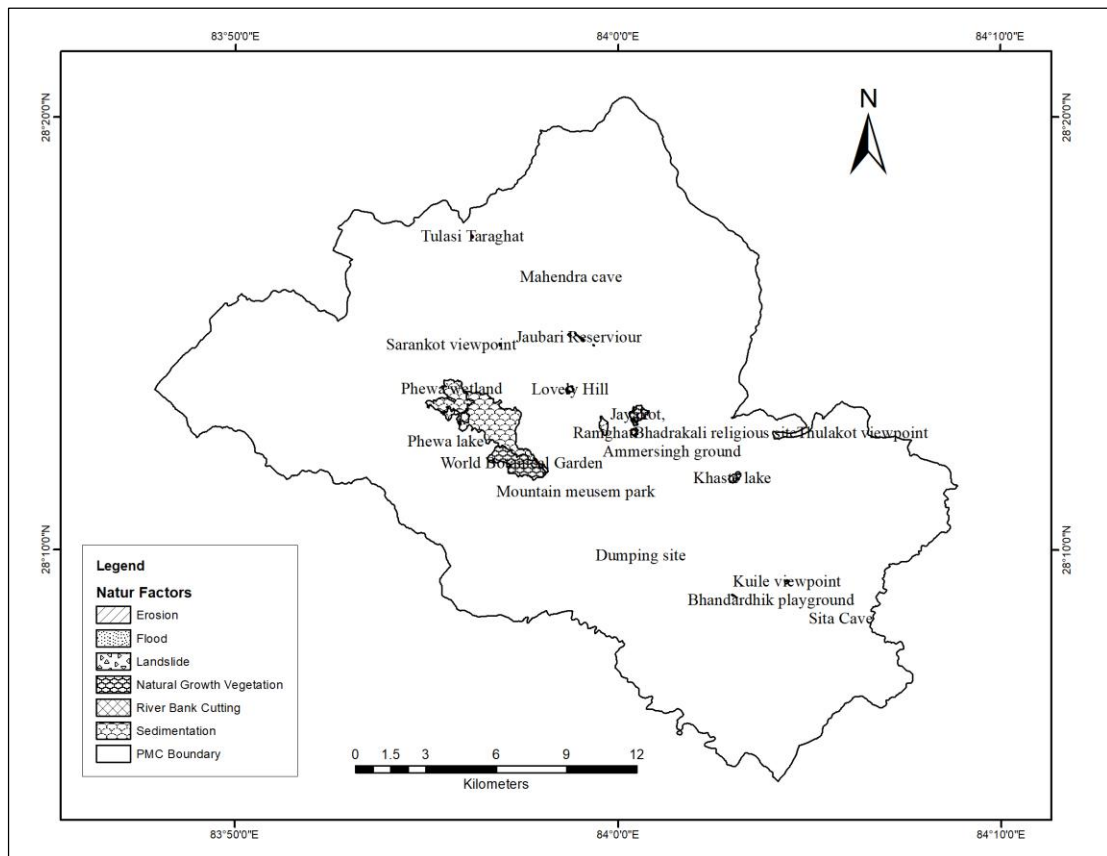 83°50'0"E 84°0'0"E 84°10'0"E
28°20'0"N
28°20'0"N
N
Tulasi Taraghat
Mahendra cave
Jaubari Reserviour
Sarankot viewpoint
Phewa wetland
Lovely Hill
Phewa lake
Ramghat Bhadrakali religious site Thulakot viewpoint
Ammersingh ground
World Botanical Garden
Khaste lake
Mountain meusem park
28°10'0"N
28°10'0"N
Dumping site
Kuile viewpoint
Bhandardhik playground
Sita Cave
Legend
Natur Factors
Erosion
Flood
Landslide
Natural Growth Vegetation
River Bank Cutting
Sedimentation
PMC Boundary
0 1.5 3 6 9 12
Kilometers
83°50'0"E 84°0'0"E 84°10'0"E